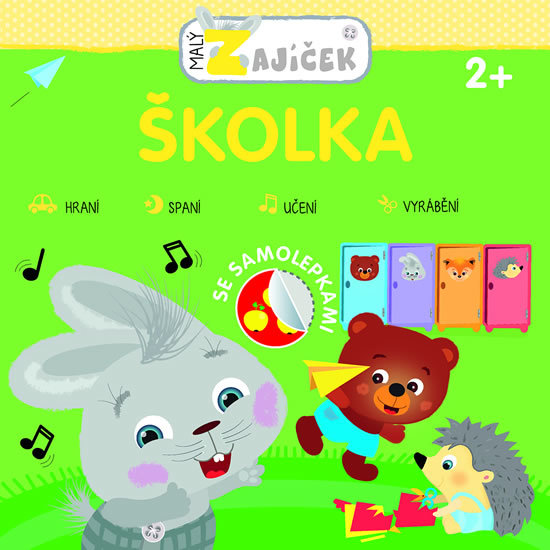 MALÝ
ZAJÍČEK
2+
ŠKOLKA
HRANÍ
SPANÍ
UČENÍ
VYRÁBĚNÍ
SE SAMOLEPKAMI